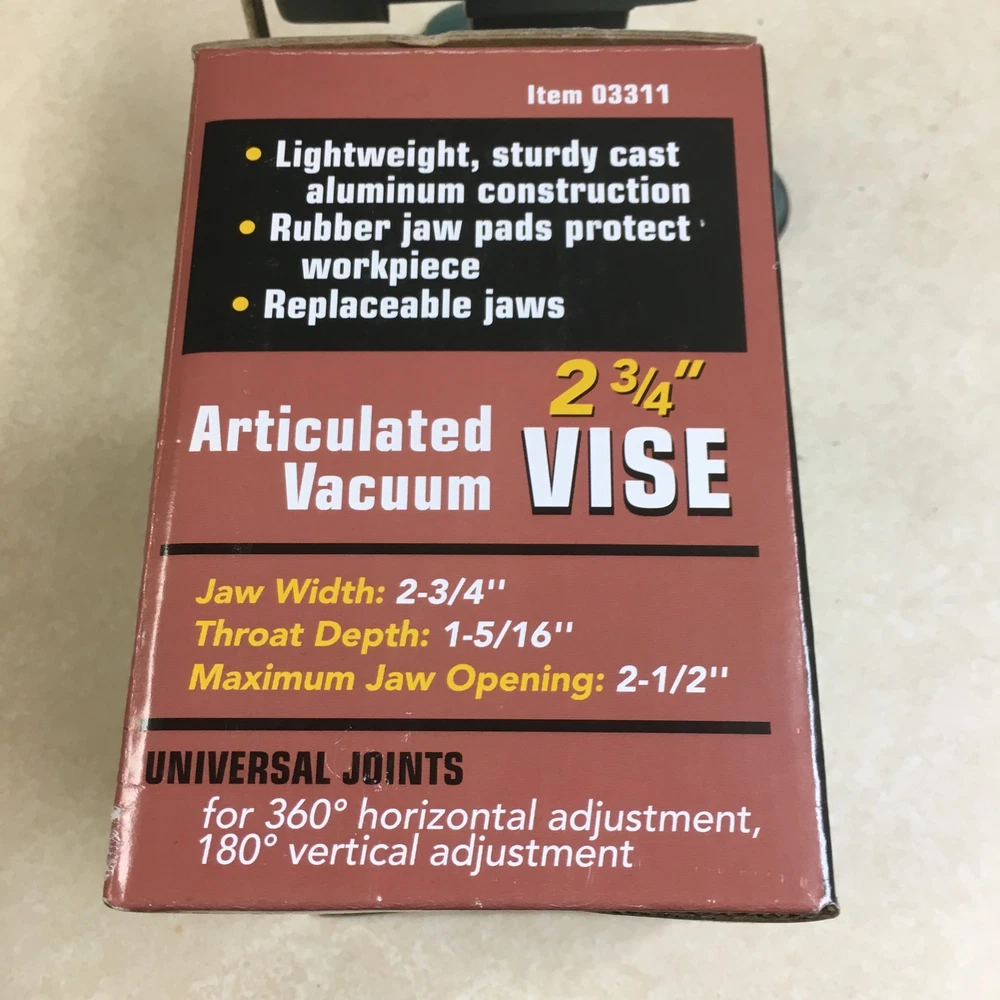 Item 03311
• Lightweight, sturdy cast
aluminum construction
• Rubber jaw pads protect
workpiece
• Replaceable jaws
2 3/4"
Articulated
Vacuum
VISE
Jaw Width: 2-3/4"
Throat Depth: 1-5/16"
Maximum Jaw Opening: 2-1/2"
UNIVERSAL JOINTS
for 360° horizontal adjustment,
180° vertical adjustment